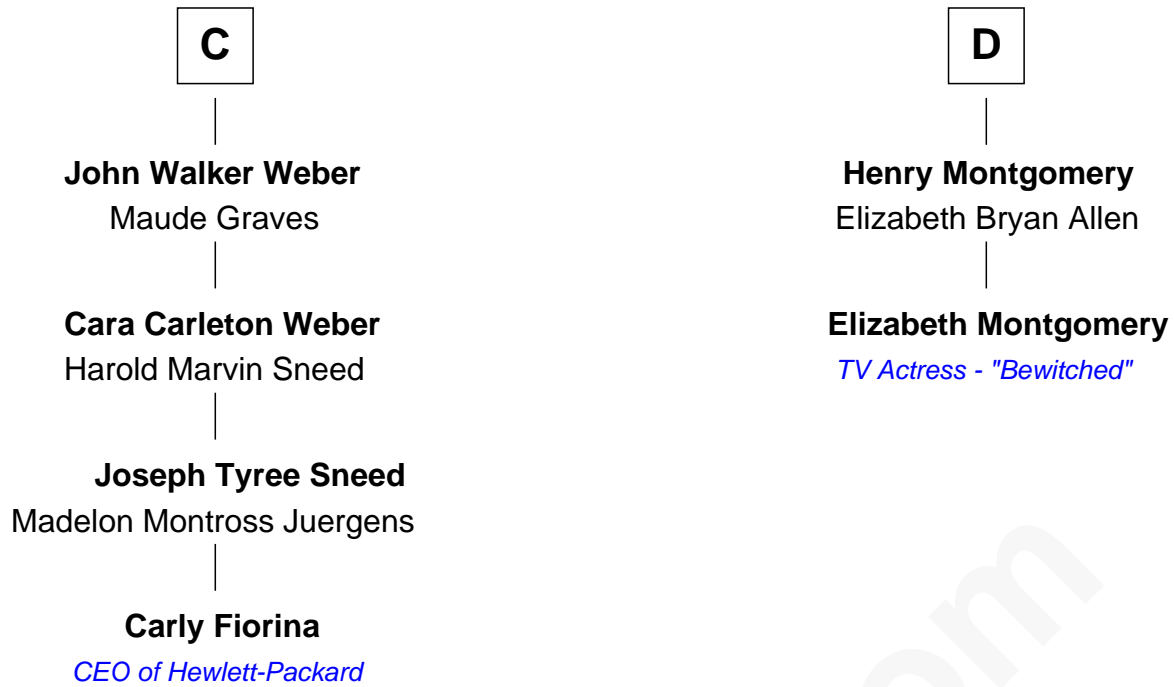 C
John Walker Weber
Maude Graves
Cara Carleton Weber
Harold Marvin Sneed
Joseph Tyree Sneed
Madelon Montross Juergens
Carly Fiorina
CEO of Hewlett-Packard
D
Henry Montgomery
Elizabeth Bryan Allen
Elizabeth Montgomery
TV Actress - "Bewitched"
om